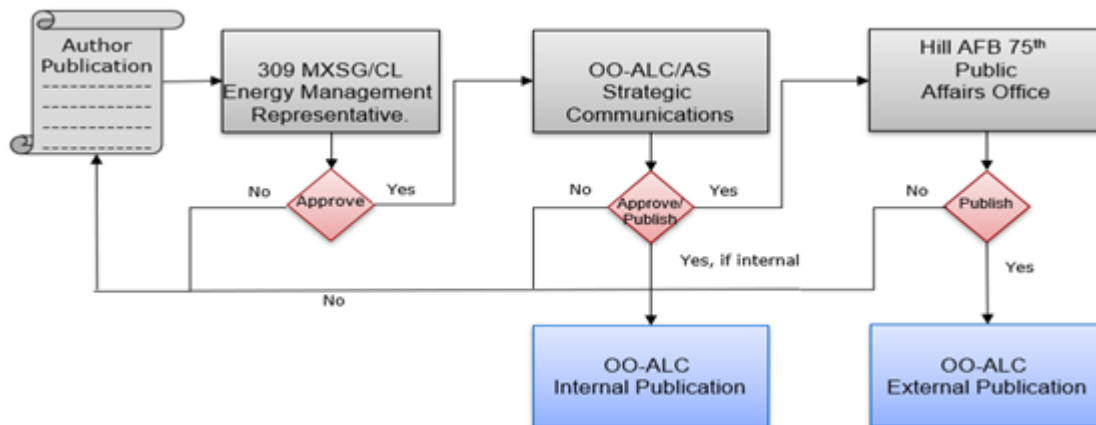 Author
Publication
309 MXSG/CL
Energy Management
Representative.
OO-ALC/AS
Strategic
Communications
Hill AFB 75th
Public
Affairs Office
No
Approve
Yes
No
Approve/
Publish
Yes
No
Publish
Yes, if internal
Yes
No
OO-ALC
Internal Publication
OO-ALC
External Publication